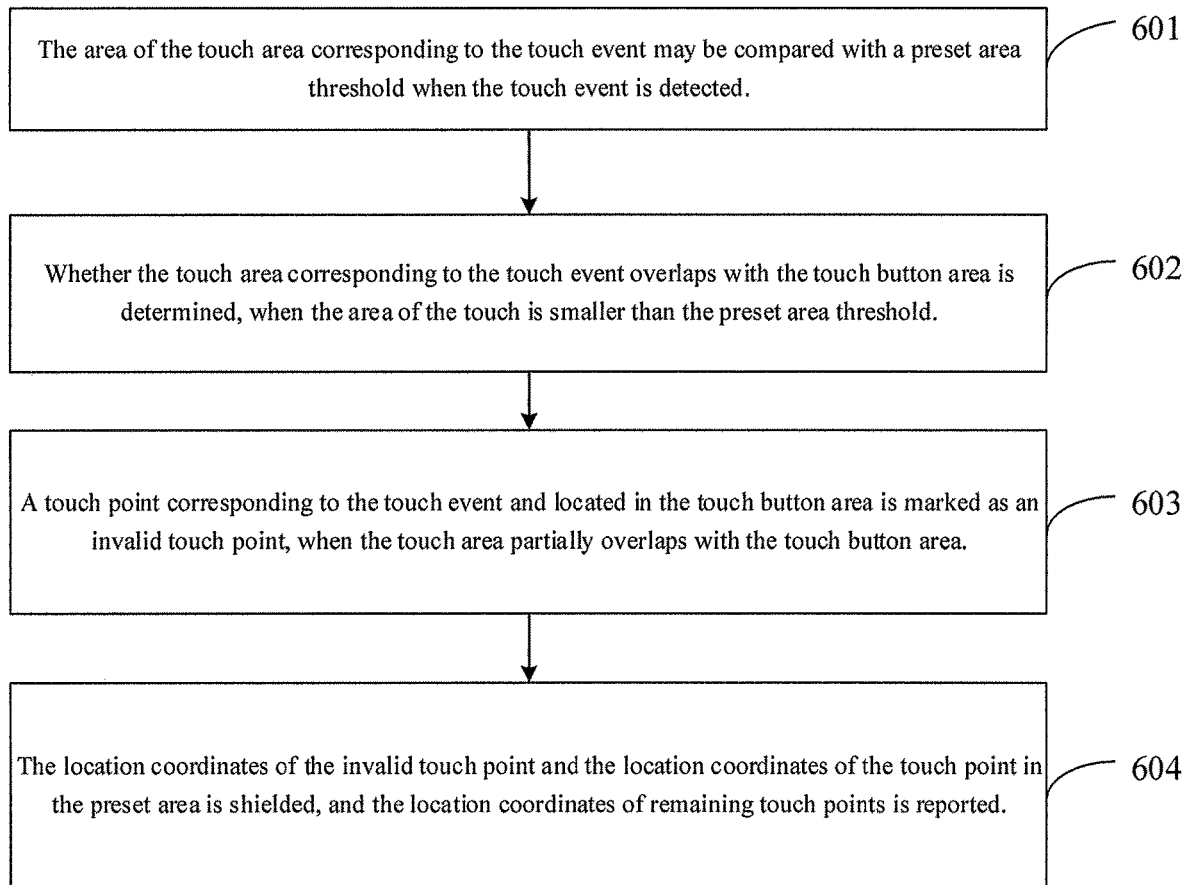 The area of the touch area corresponding to the touch event may be compared with a preset area
threshold when the touch event is detected.
601
Whether the touch area corresponding to the touch event overlaps with the touch button area is
determined, when the area of the touch is smaller than the preset area threshold.
602
A touch point corresponding to the touch event and located in the touch button area is marked as an
invalid touch point, when the touch area partially overlaps with the touch button area.
603
The location coordinates of the invalid touch point and the location coordinates of the touch point in
the preset area is shielded, and the location coordinates of remaining touch points is reported.
604